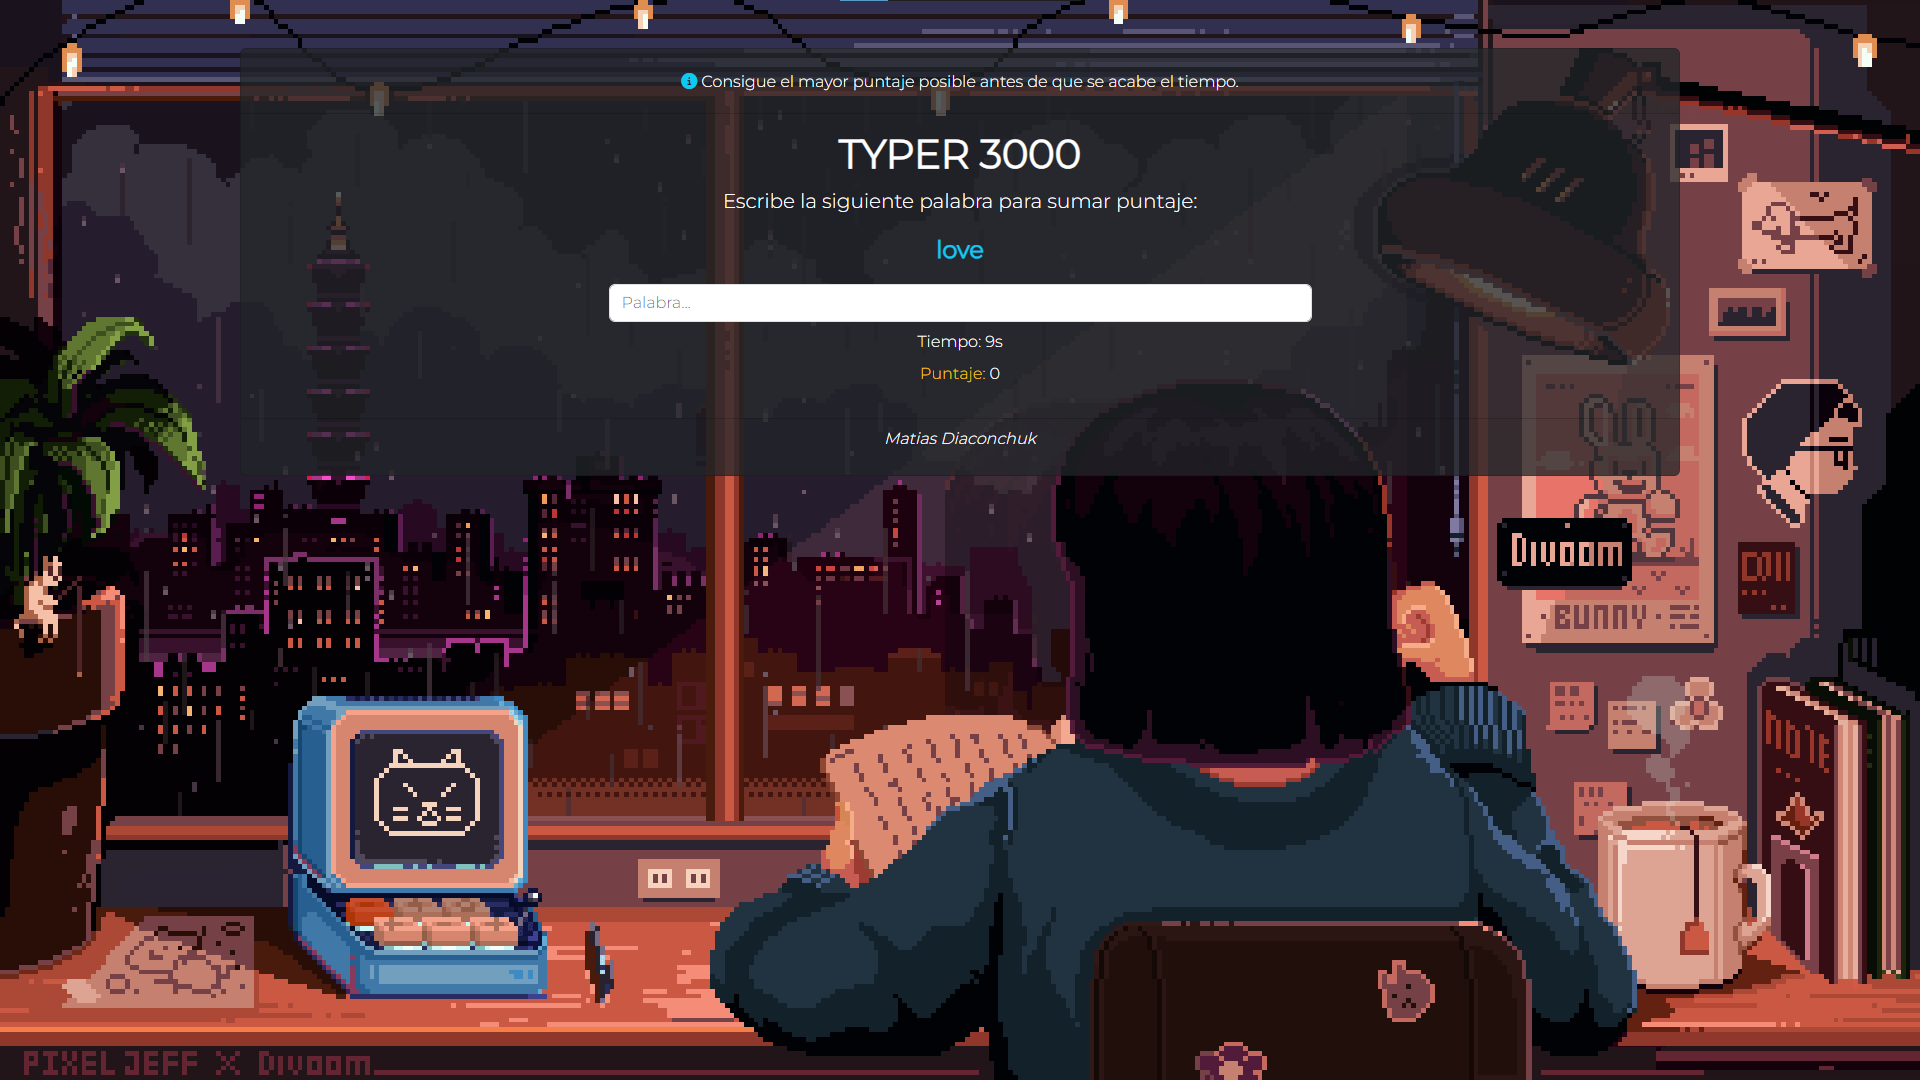 Consigue el mayor puntaje posible antes de que se acabe el tiempo.
TYPER 3000
Escribe la siguiente palabra para sumar puntaje:
love
Palabra...
Tiempo: 9s
Puntaje: 0
Matias Diaconchuk
Divoom
BUNNY
NOTE
PIXEL JEFF X Divoom